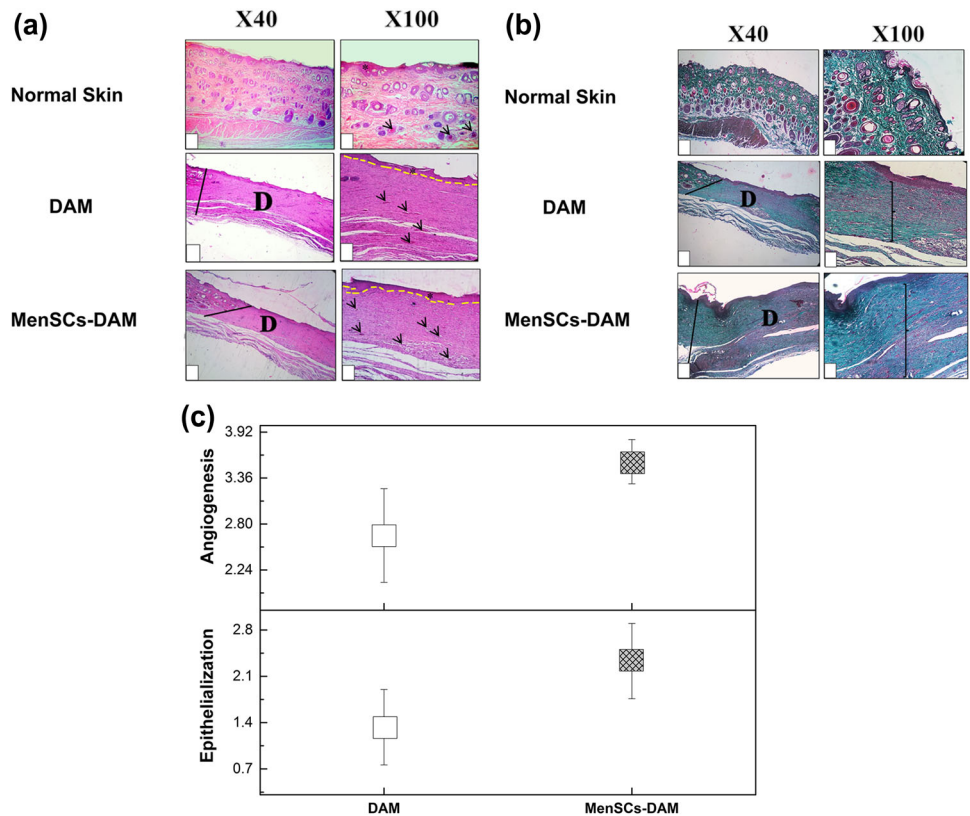 (a)
X40 X100
Normal Skin
DAM
D
MenSCs-DAM
D
(b)
X40 X100
Normal Skin
DAM
D
MenSCs-DAM
D
(c)
Angiogenesis
3.92
3.36
2.80
2.24
Epithelialization
2.8
2.1
1.4
0.7
DAM MenSCs-DAM